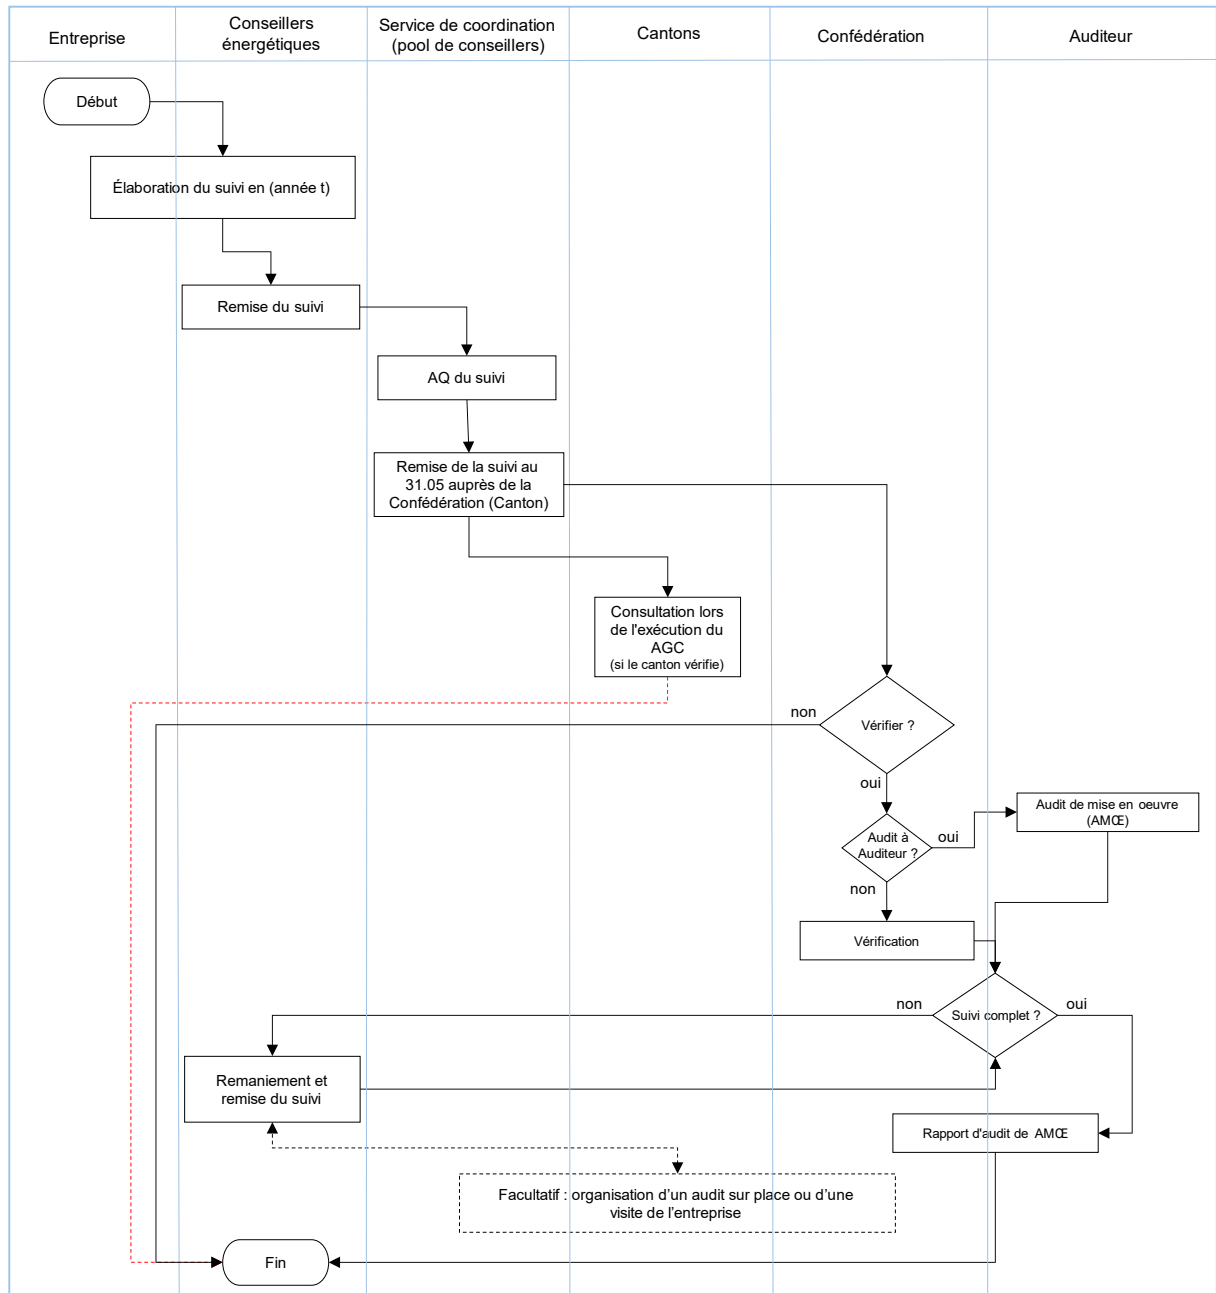 Entreprise
Conseillers
énergétiques
Service de coordination
(pool de conseillers)
Cantons
Confédération
Auditeur
Début
Élaboration du suivi en (année t)
Remise du suivi
AQ du suivi
Remise de la suivi au
31.05 auprès de la
Confédération (Canton)
Consultation lors
de l'exécution du
AGC
(si le canton vérifie)
non
Vérifier ?
oui
Audit à
Auditeur ?
oui
Audit de mise en oeuvre
(AMŒ)
non
Vérification
non
Suivi complet ?
oui
Remaniement et
remise du suivi
Rapport d'audit de AMŒ
Facultatif : organisation d'un audit sur place ou d'une
visite de l'entreprise
Fin